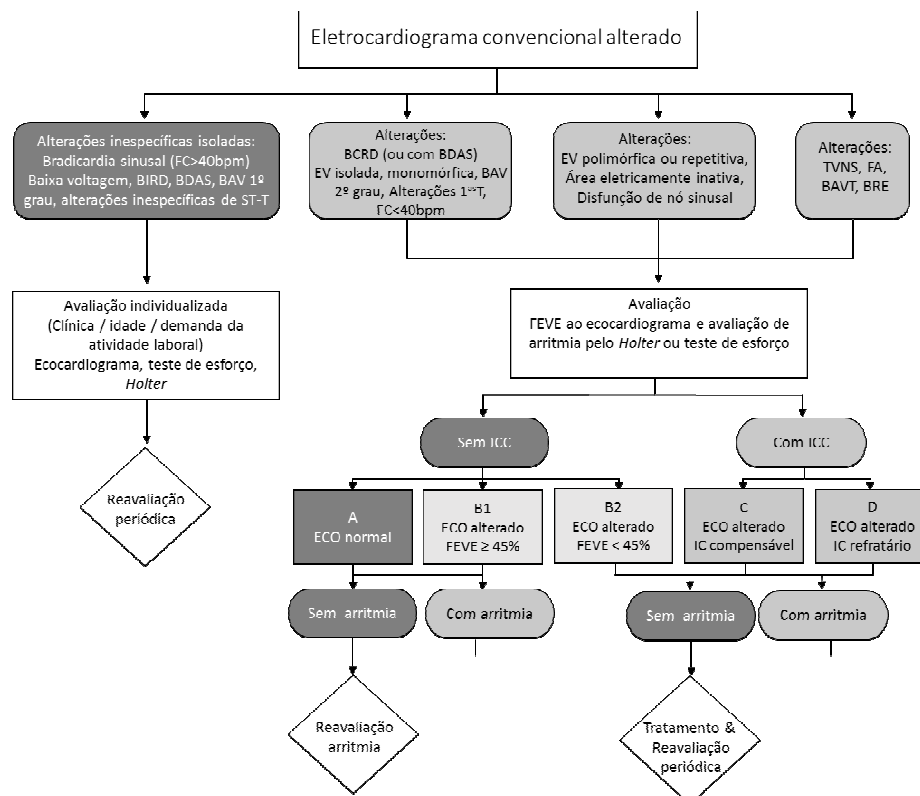 Eletrocardiograma convencional alterado
Alterações inespecíficas isoladas:
Bradicardia sinusal (FC>40bpm)
Baixa voltagem, BIRD, BDAS, BAV 1º
grau, alterações inespecíficas de ST-T
Alterações:
BCRD (ou com BDAS)
EV isolada, monomórfica, BAV
2º grau, Alterações 1ªˢT,
FC<40bpm
Alterações:
EV polimórfica ou repetitiva,
Área eletricamente inativa,
Disfunção de nó sinusal
Alterações:
TVNS, FA,
BAVT, BRE
Avaliação individualizada
(Clínica / idade / demanda da
atividade laboral)
Ecocardiograma, teste de esforço,
Holter
Avaliação
FEVE ao ecocardiograma e avaliação de
arritmia pelo Holter ou teste de esforço
Sem ICC
Com ICC
Reavaliação
periódica
A
ECO normal
B1
ECO alterado
FEVE ≥ 45%
B2
ECO alterado
FEVE < 45%
C
ECO alterado
IC compensável
D
ECO alterado
IC refratário
Sem arritmia
Com arritmia
Sem arritmia
Com arritmia
Reavaliação
arritmia
Tratamento &
Reavaliação
periódica